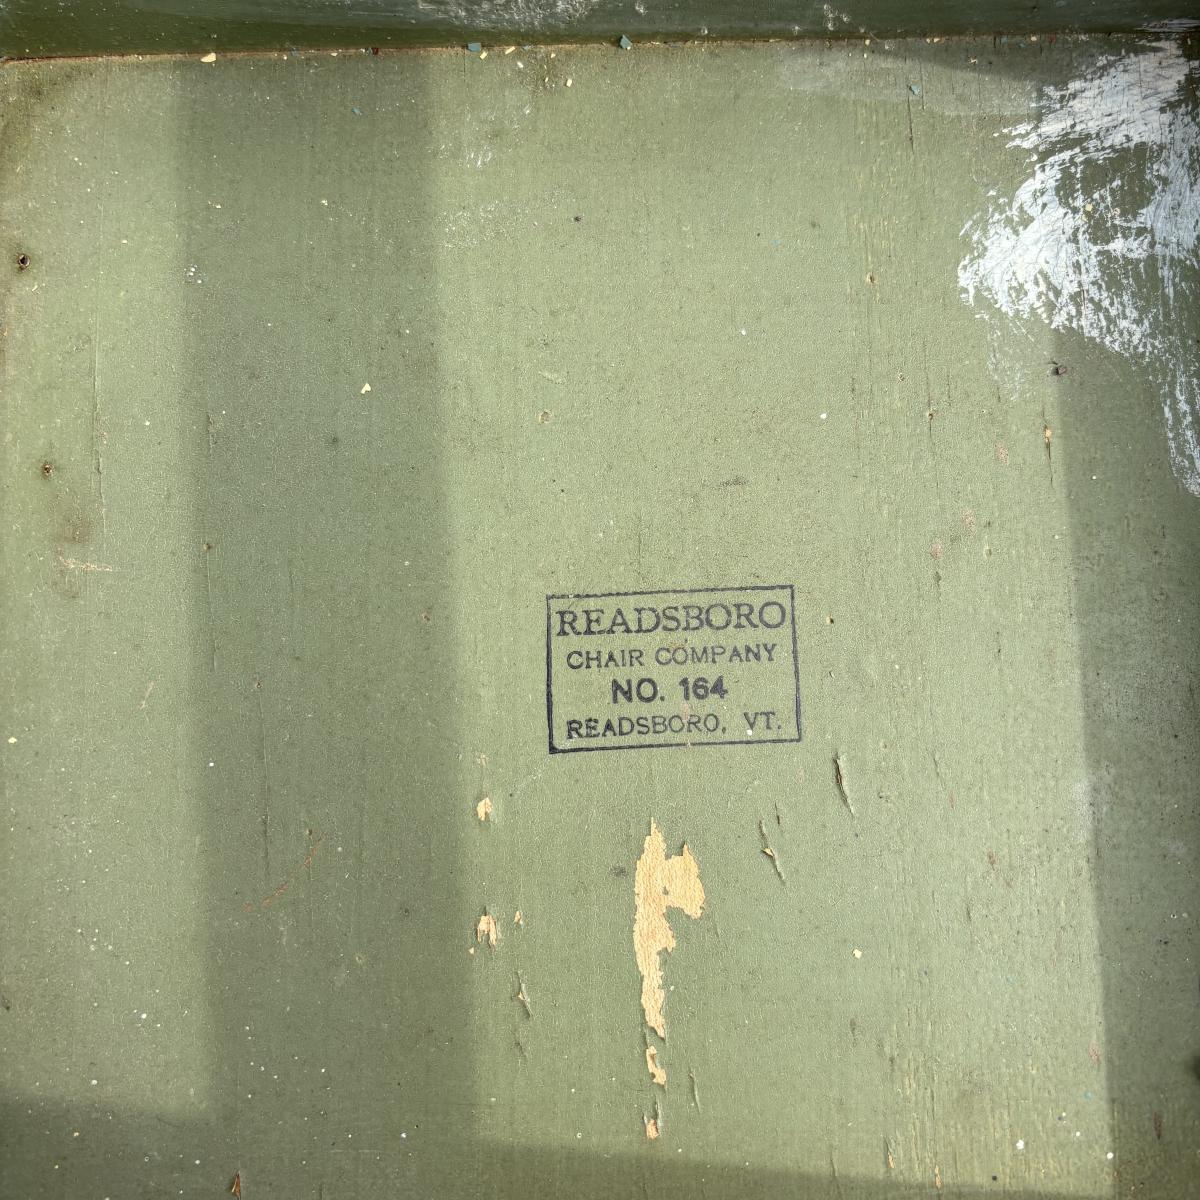 READSBORO
CHAIR COMPANY
NO. 164
READSBORO, VT.